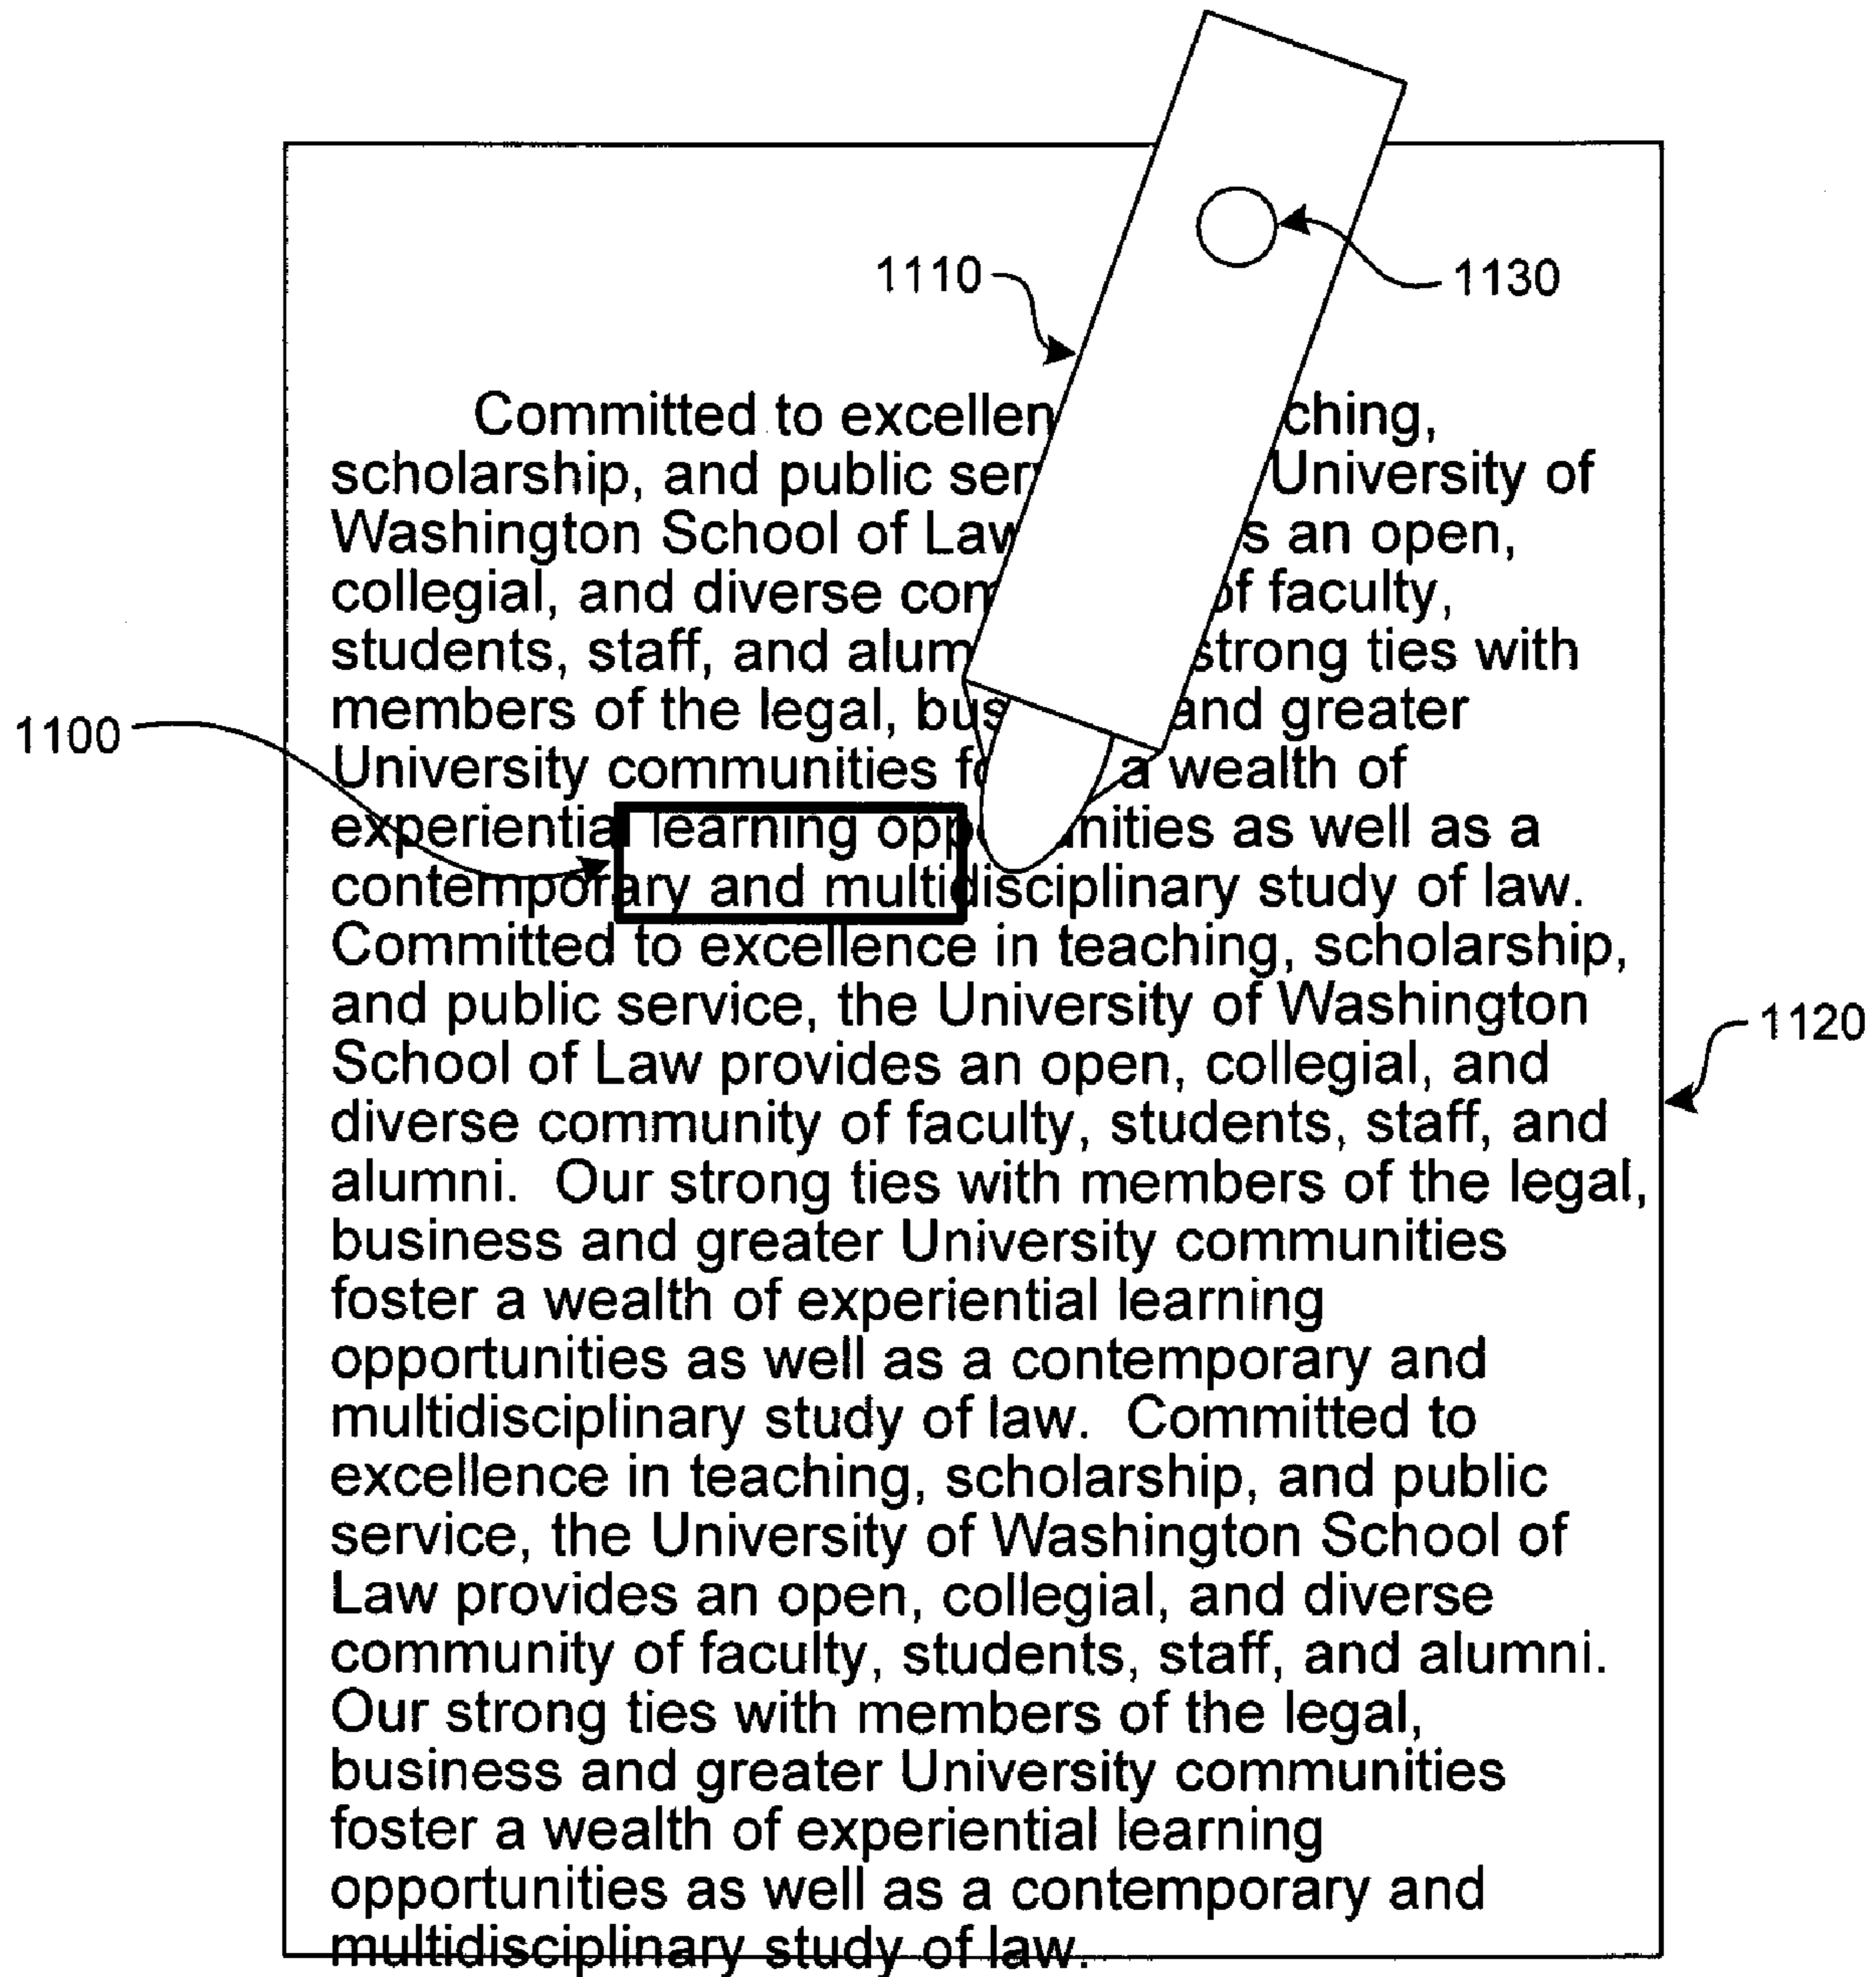 1110
1130
Committed to excellen ching,
scholarship, and public ser University of
Washington School of Law s an open,
collegial, and diverse com of faculty,
students, staff, and alum strong ties with
members of the legal, bus and greater
1100
University communities fo a wealth of
experiential learning opp nities as well as a
contemporary and multidisciplinary study of law.
Committed to excellence in teaching, scholarship,
and public service, the University of Washington
1120
School of Law provides an open, collegial, and
diverse community of faculty, students, staff, and
alumni. Our strong ties with members of the legal,
business and greater University communities
foster a wealth of experiential learning
opportunities as well as a contemporary and
multidisciplinary study of law. Committed to
excellence in teaching, scholarship, and public
service, the University of Washington School of
Law provides an open, collegial, and diverse
community of faculty, students, staff, and alumni.
Our strong ties with members of the legal,
business and greater University communities
foster a wealth of experiential learning
opportunities as well as a contemporary and
multidisciplinary study of law.